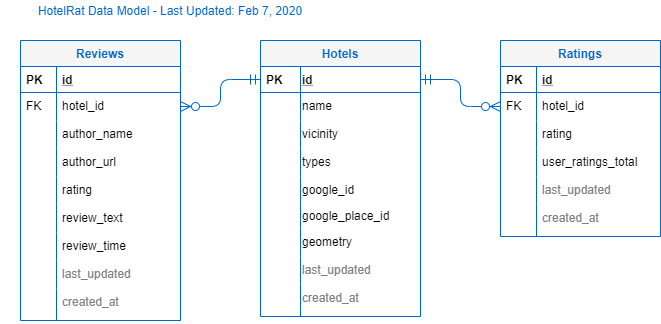 HotelRat Data Model - Last Updated: Feb 7, 2020
Reviews
PK id
FK hotel_id
author_name
author_url
rating
review_text
review_time
last_updated
created_at
Hotels
PK id
name
vicinity
types
google_id
google_place_id
geometry
last_updated
created_at
Ratings
PK id
FK hotel_id
rating
user_ratings_total
last_updated
created_at